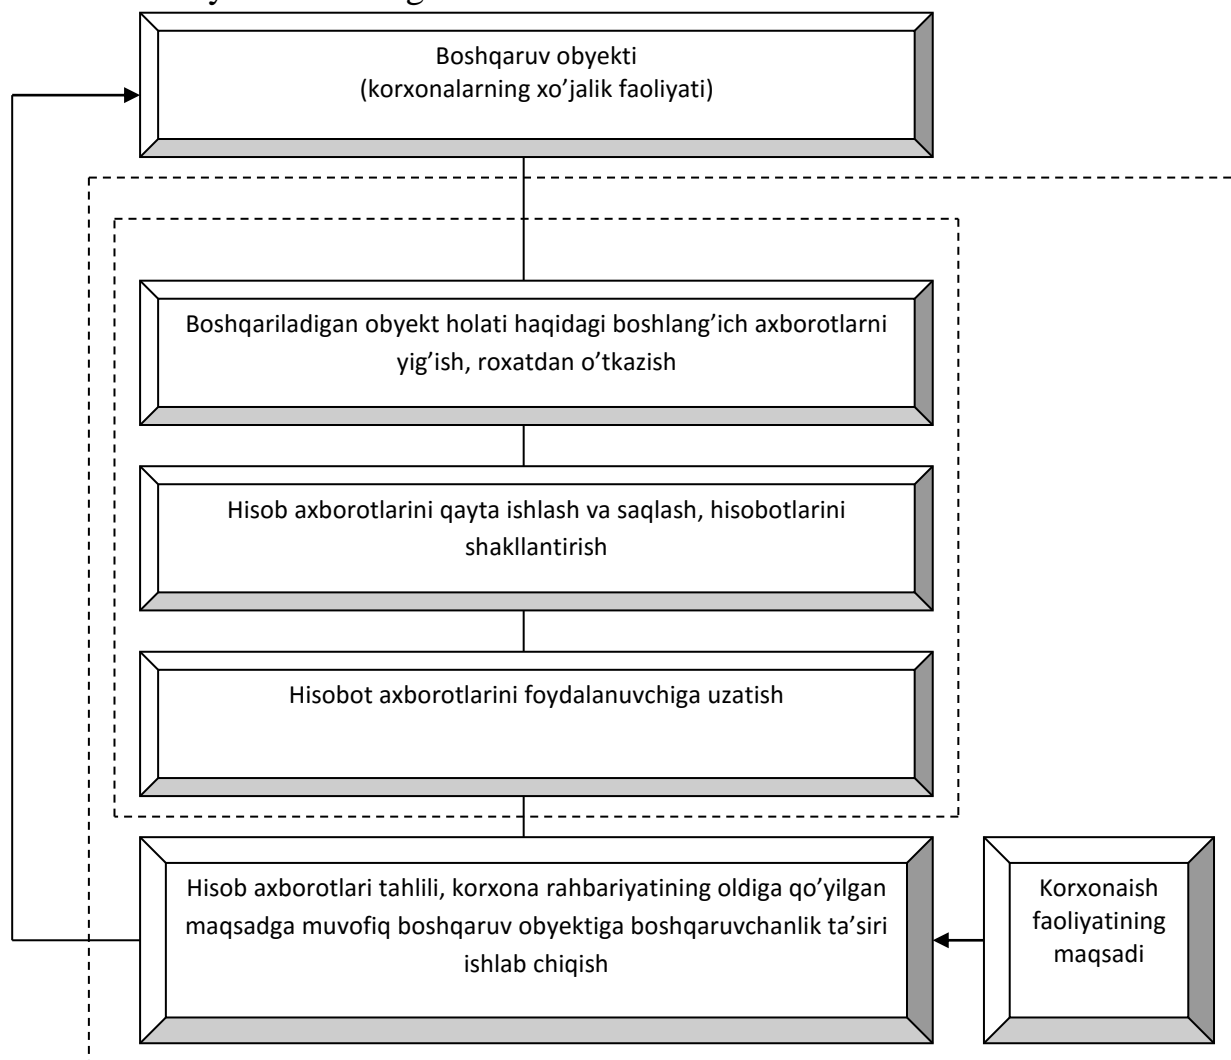 Boshqaruv obyekti
(korxonalarning xo’jalik faoliyati)
Boshqariladigan obyekt holati haqidagi boshlang’ich axborotlarni
yig’ish, roxatdan o’tkazish
Hisob axborotlarini qayta ishlash va saqlash, hisobotlarini
shakllantirish
Hisobot axborotlarini foydalanuvchiga uzatish
Hisob axborotlari tahlili, korxona rahbariyatining oldiga qo’yilgan
maqsadga muvofiq boshqaruv obyektiga boshqaruvchanlik ta’siri
ishlab chiqish
Korxonaish
faoliyatining
maqsadi